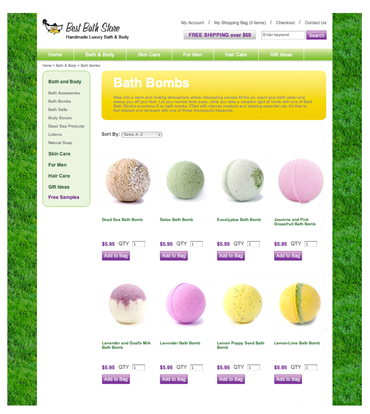 Best Bath Store
Handmade Luxury Bath & Body
My Account / My Shopping Bag (0 items) / Checkout / Contact Us
FREE SHIPPING over $69
Enter keyword
Search
Home Bath & Body Skin Care For Men Hair Care Gift Ideas
Home > Bath & Body > Bath Bombs
Bath and Body
Bath Accessories
Bath Bombs
Bath Salts
Body Scrubs
Dead Sea Products
Lotions
Natural Soap
Skin Care
For Men
Hair Care
Gift Ideas
Free Samples
Bath Bombs
Sort By: Name A-Z
Dead Sea Bath Bomb
Detox Bath Bomb
Eucalyptus Bath Bomb
Jasmine and Pink
Grapefruit Bath Bomb
$5.95 QTY 1
$5.95 QTY 1
$5.95 QTY 1
$5.95 QTY 1
Add to Bag
Add to Bag
Add to Bag
Add to Bag
Lavender and Goat's Milk
Bath Bomb
Lavender Bath Bomb
Lemon Poppy Seed Bath
Bomb
Lemon-Lime Bath Bomb
$5.95 QTY 1
$5.95 QTY 1
$5.95 QTY 1
$5.95 QTY 1
Add to Bag
Add to Bag
Add to Bag
Add to Bag